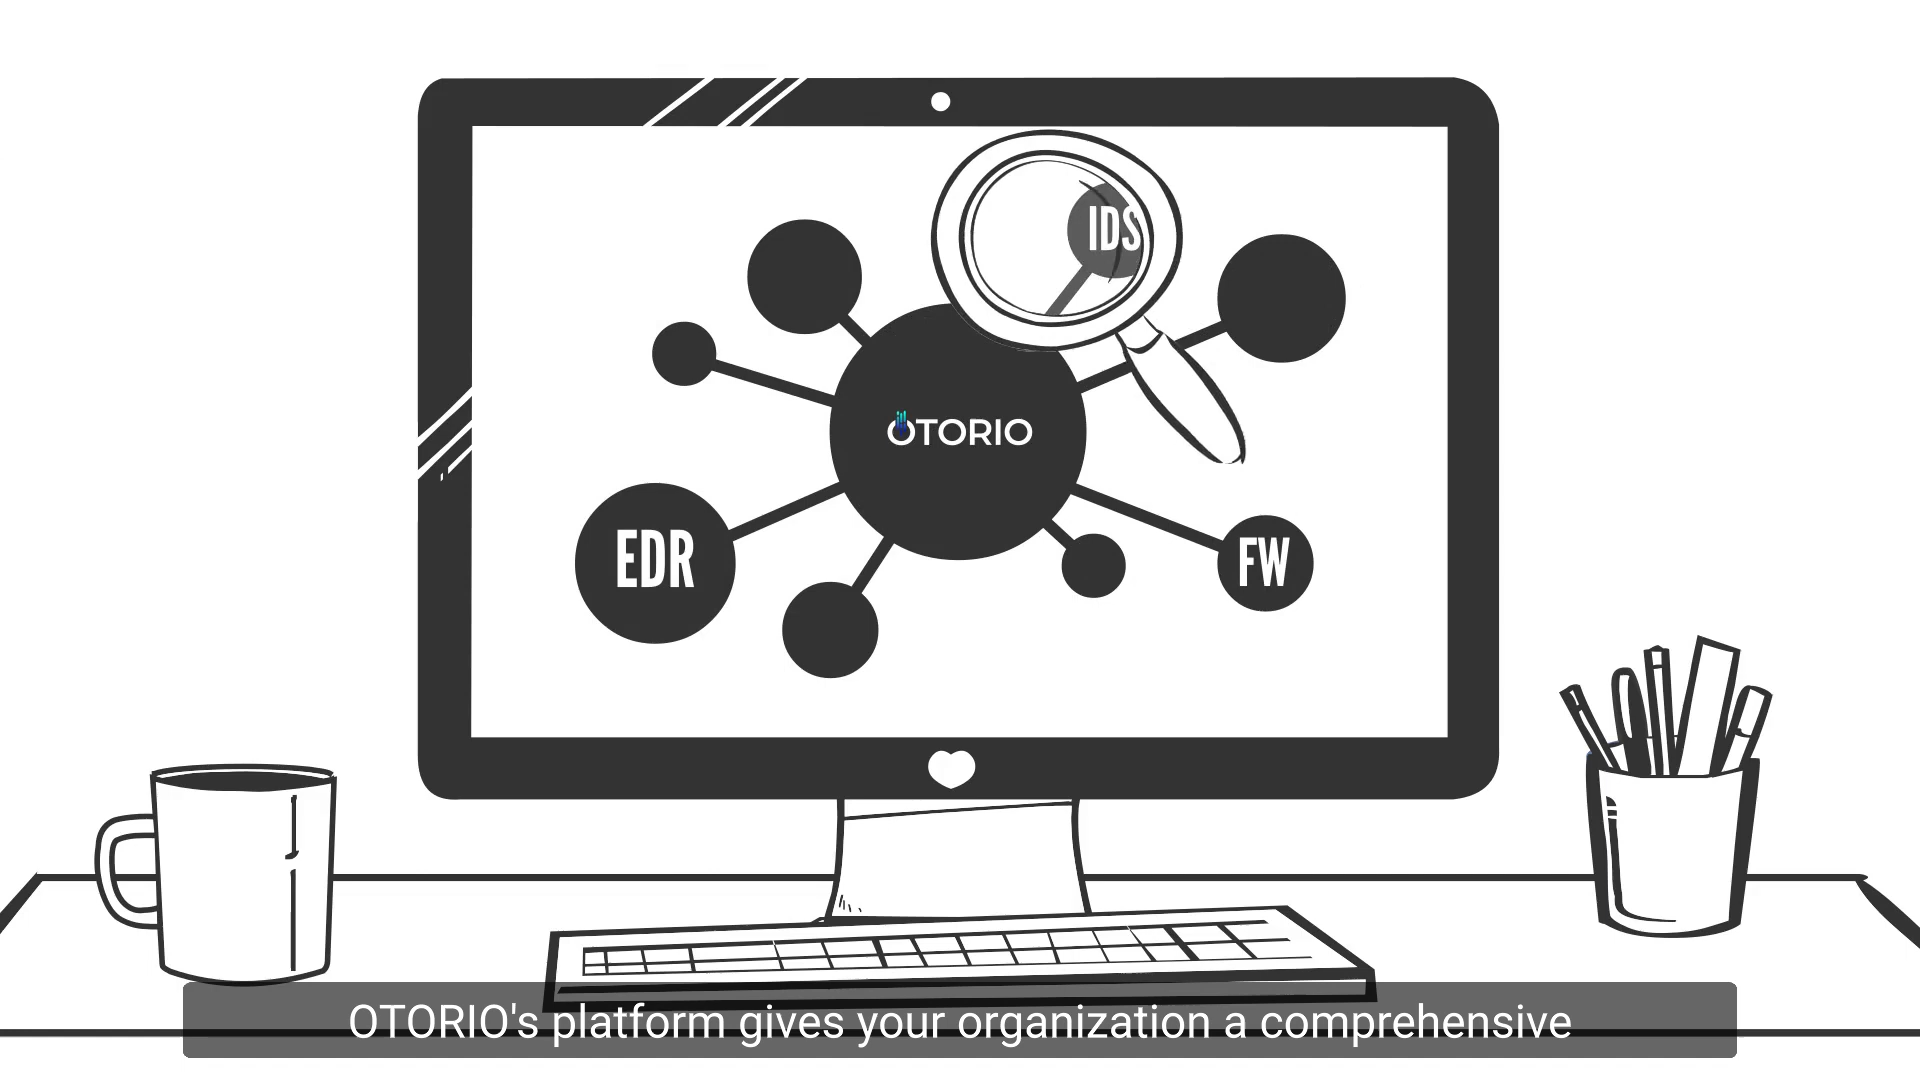 IDS
OTORIO
EDR
FW
OTORIO's platform gives your organization a comprehensive